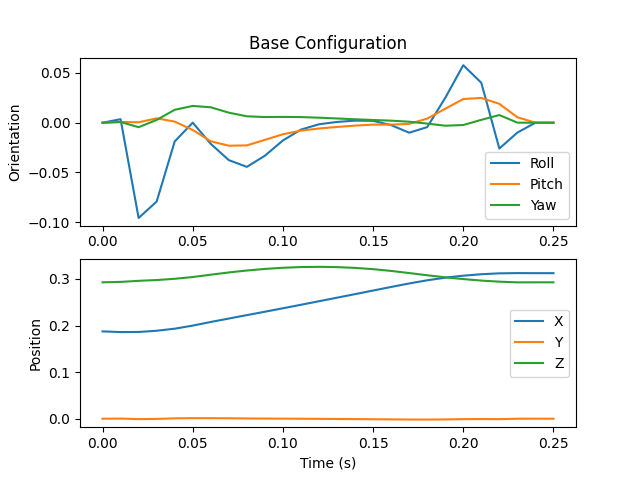 Base Configuration
Orientation
0.05
0.00
−0.05
−0.10
Roll
Pitch
Yaw
0.00 0.05 0.10 0.15 0.20 0.25
Position
0.3
0.2
0.1
0.0
X
Y
Z
0.00 0.05 0.10 0.15 0.20 0.25
Time (s)